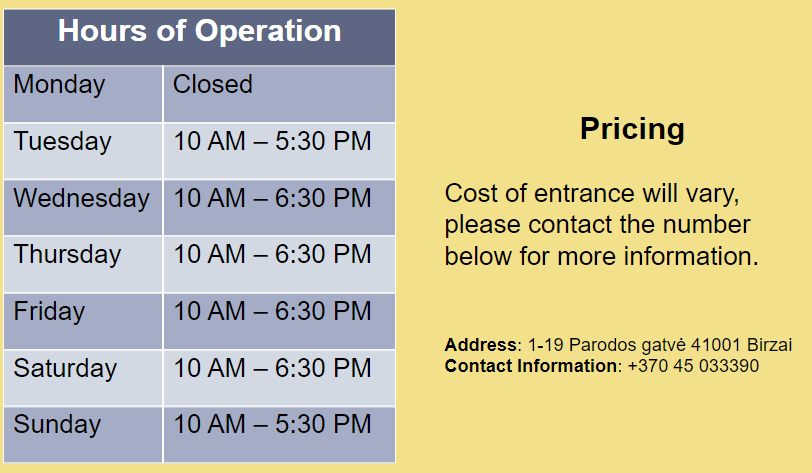 Hours of Operation
Monday Closed
Tuesday 10 AM – 5:30 PM
Wednesday 10 AM – 6:30 PM
Thursday 10 AM – 6:30 PM
Friday 10 AM – 6:30 PM
Saturday 10 AM – 6:30 PM
Sunday 10 AM – 5:30 PM
Pricing
Cost of entrance will vary,
please contact the number
below for more information.
Address: 1-19 Parodos gatvė 41001 Birzai
Contact Information: +370 45 033390